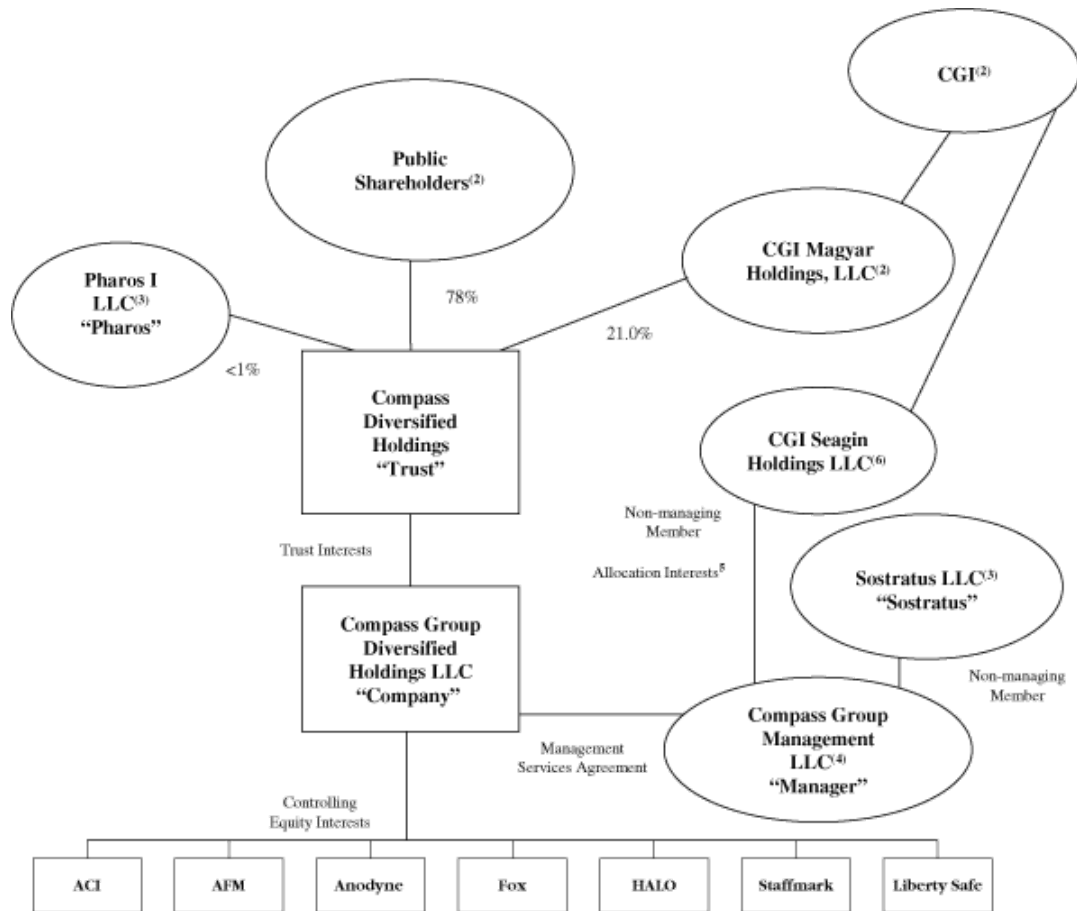 CGI(2)
Public
Shareholders(2)
CGI Magyar
Holdings, LLC(2)
Pharos I
LLC(3)
“Pharos”
78%
21.0%
<1%
Compass
Diversified
Holdings
“Trust”
CGI Seagin
Holdings LLC(6)
Non-managing
Member
Trust Interests
Allocation Interests5
Sostratus LLC(3)
“Sostratus”
Compass Group
Diversified
Holdings LLC
“Company”
Non-managing
Member
Compass Group
Management
LLC(4)
“Manager”
Management
Services Agreement
Controlling
Equity Interests
ACI
AFM
Anodyne
Fox
HALO
Staffmark
Liberty Safe